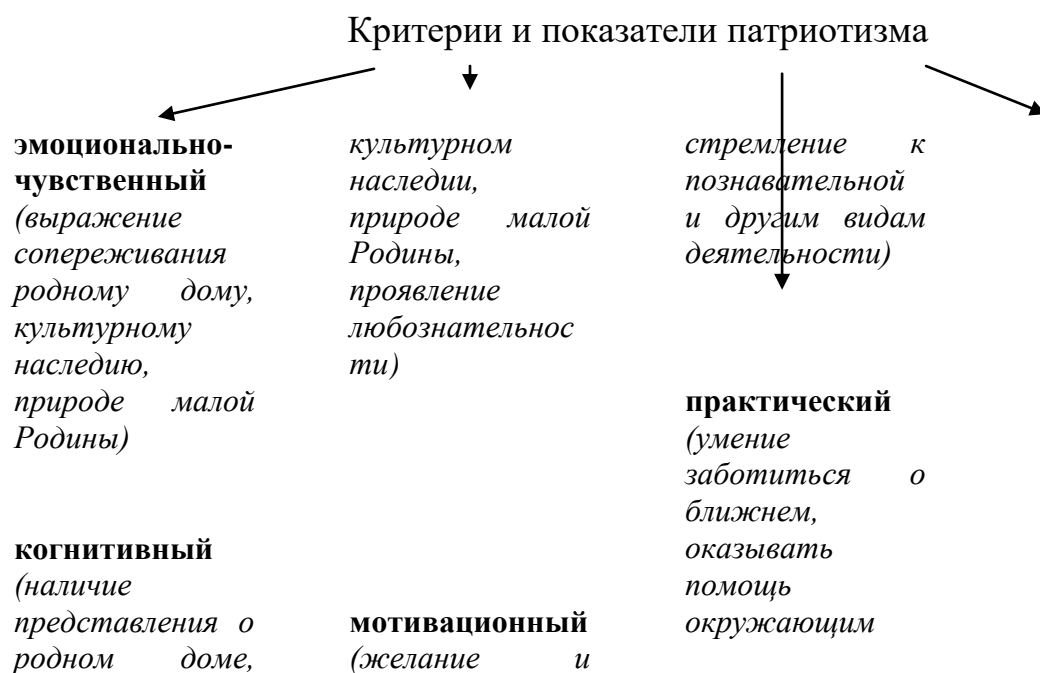 Критерии и показатели патриотизма
эмоционально-
чувственный
(выражение
сопереживания
родному дому,
культурному
наследию,
природе малой
Родины)
когнитивный
(наличие
представления о
родном доме,
культурном
наследии,
природе малой
Родины,
проявление
любознательнос
ти)
мотивационный
(желание и
стремление к
познавательной
и другим видам
деятельности)
практический
(умение
заботиться о
ближнем,
оказывать
помощь
окружающим